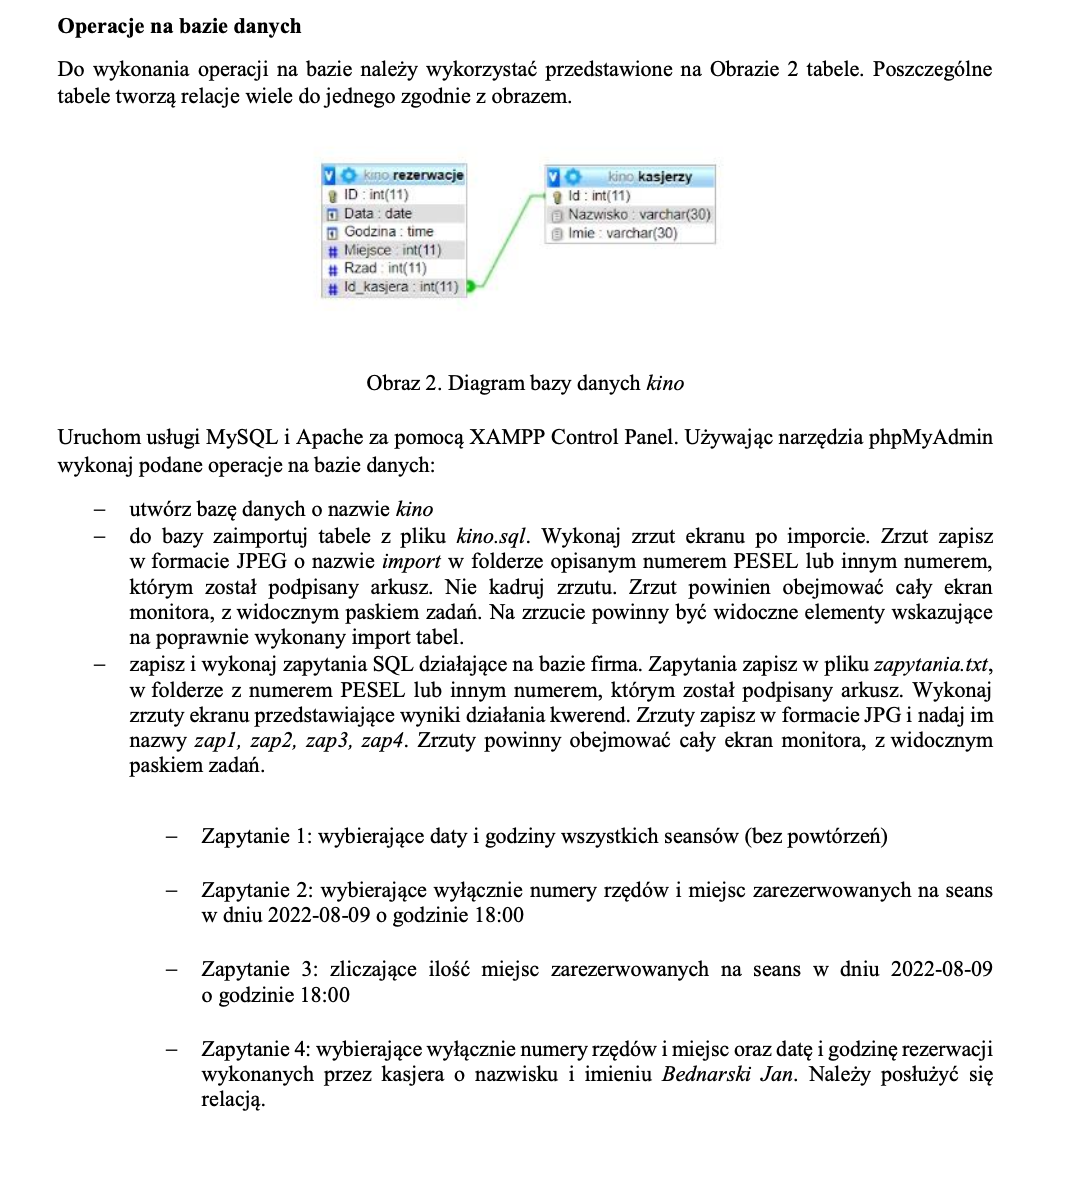 Operacje na bazie danych
Do wykonania operacji na bazie należy wykorzystać przedstawione na Obrazie 2 tabele. Poszczególne
tabele tworzą relacje wiele do jednego zgodnie z obrazem.
kino rezerwacje
ID : int(11)
Data : date
Godzina : time
Miejsce : int(11)
Rzad : int(11)
Id_kasjera : int(11)
kino kasjerzy
Id : int(11)
Nazwisko : varchar(30)
Imie : varchar(30)
Obraz 2. Diagram bazy danych kino
Uruchom usługi MySQL i Apache za pomocą XAMPP Control Panel. Używając narzędzia phpMyAdmin
wykonaj podane operacje na bazie danych:
– utwórz bazę danych o nazwie kino
– do bazy zaimportuj tabele z pliku kino.sql. Wykonaj zrzut ekranu po imporcie. Zrzut zapisz
w formacie JPEG o nazwie import w folderze opisanym numerem PESEL lub innym numerem,
którym został podpisany arkusz. Nie kadruj zrzutu. Zrzut powinien obejmować cały ekran
monitora, z widocznym paskiem zadań. Na zrzucie powinny być widoczne elementy wskazujące
na poprawnie wykonany import tabel.
– zapisz i wykonaj zapytania SQL działające na bazie firma. Zapytania zapisz w pliku zapytania.txt,
w folderze z numerem PESEL lub innym numerem, którym został podpisany arkusz. Wykonaj
zrzuty ekranu przedstawiające wyniki działania kwerend. Zrzuty zapisz w formacie JPG i nadaj im
nazwy zap1, zap2, zap3, zap4. Zrzuty powinny obejmować cały ekran monitora, z widocznym
paskiem zadań.
– Zapytanie 1: wybierające daty i godziny wszystkich seansów (bez powtórzeń)
– Zapytanie 2: wybierające wyłącznie numery rzędów i miejsc zarezerwowanych na seans
w dniu 2022-08-09 o godzinie 18:00
– Zapytanie 3: zliczające ilość miejsc zarezerwowanych na seans w dniu 2022-08-09
o godzinie 18:00
– Zapytanie 4: wybierające wyłącznie numery rzędów i miejsc oraz datę i godzinę rezerwacji
wykonanych przez kasjera o nazwisku i imieniu Bednarski Jan. Należy posłużyć się
relacją.